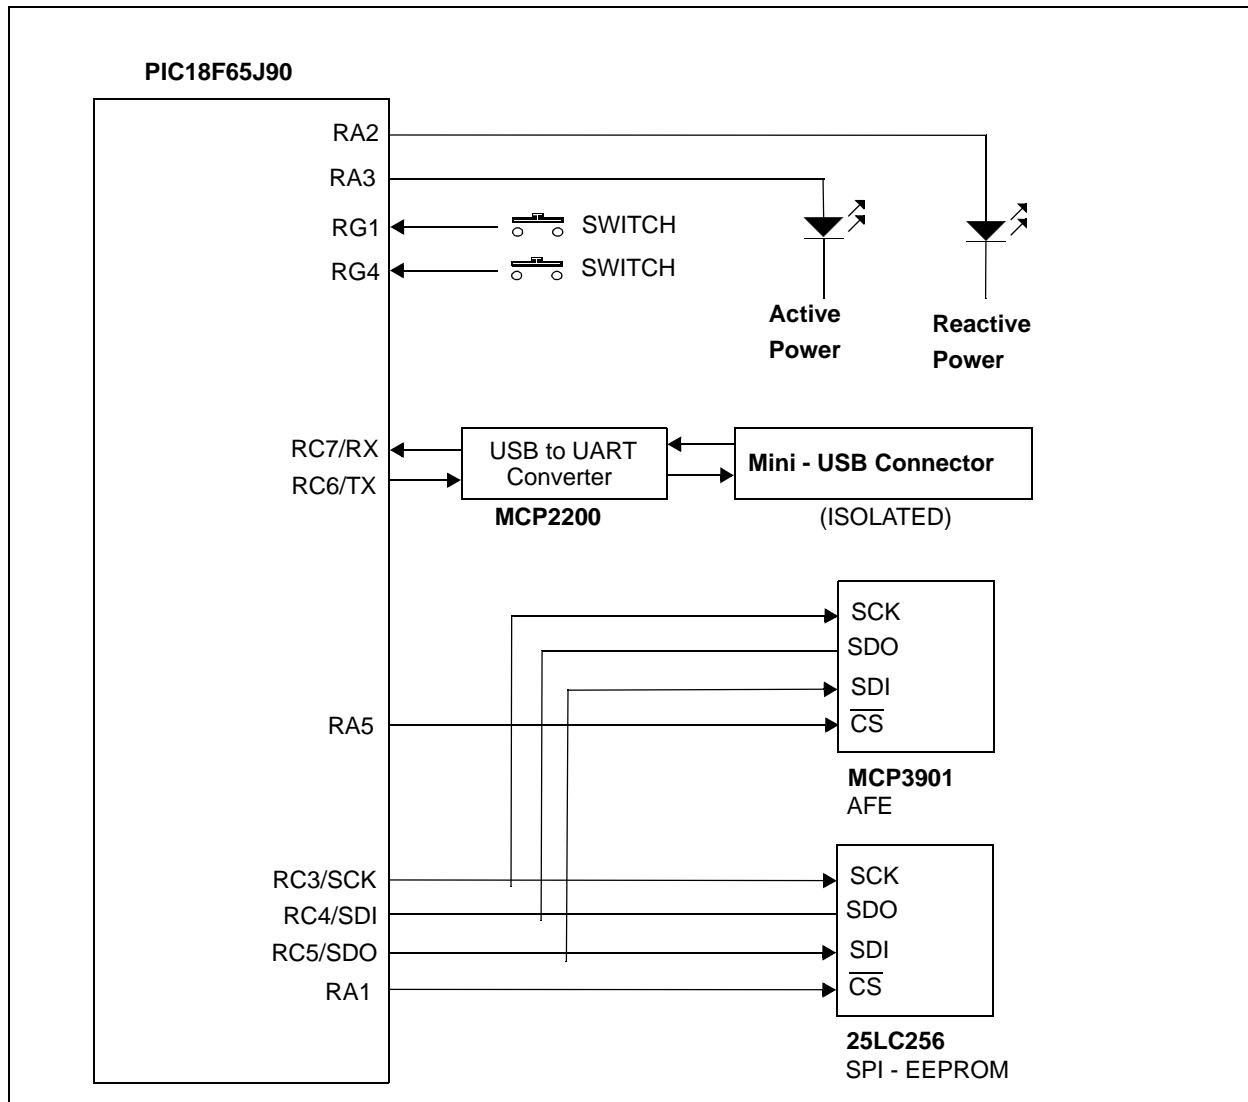 PIC18F65J90
RA2
RA3
RG1
SWITCH
RG4
SWITCH
Active
Power
Reactive
Power
RC7/RX
RC6/TX
USB to UART
Converter
MCP2200
Mini - USB Connector
(ISOLATED)
SCK
SDO
SDI
CS
RA5
MCP3901
AFE
RC3/SCK
RC4/SDI
RC5/SDO
RA1
SCK
SDO
SDI
CS
25LC256
SPI - EEPROM